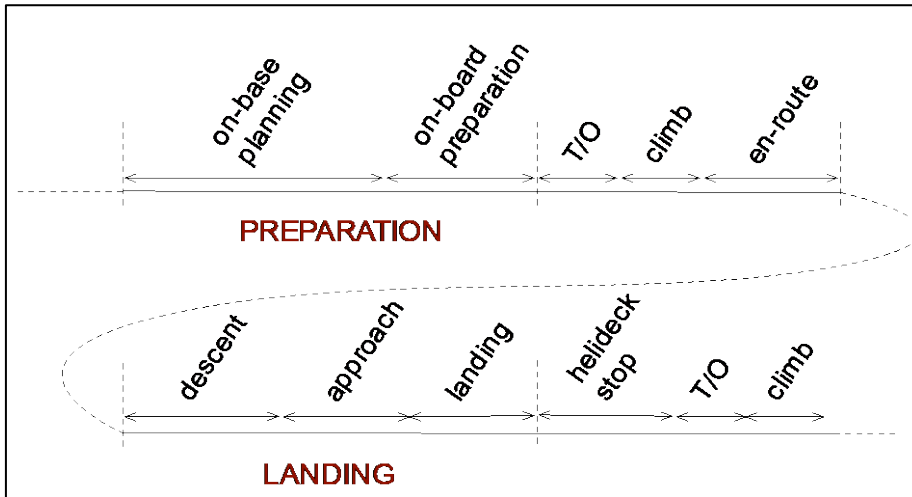 on-base
planning
on-board
preparation
T/O
climb
en-route
PREPARATION
descent
approach
landing
helideck
stop
T/O
climb
LANDING